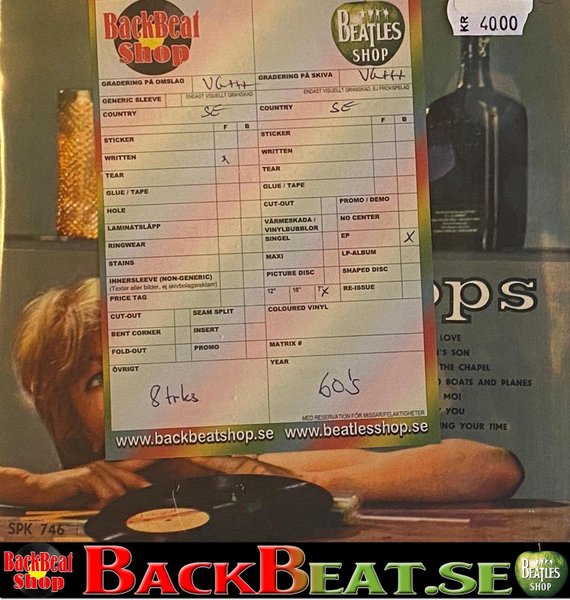 BACKBEAT
SHOP
THE
BEATLES
SHOP
KR 40.00
GRADERING PÅ OMSLAG VG+++
GRADERING PÅ SKIVA VG+++
GENERIC SLEEVE
ENDAST VISUELLT GRANSKAD
ENDAST VISUELLT GRANSKAD, EJ PROVSPELAD
COUNTRY SE
COUNTRY SE
F B
F B
STICKER
STICKER
WRITTEN x
WRITTEN
TEAR
TEAR
GLUE / TAPE
GLUE / TAPE
HOLE
CUT-OUT
PROMO / DEMO
LAMINATSLÄPP
VÄRMESKADA /
VINYLBUBBLOR
NO CENTER
RINGWEAR
SINGEL
EP X
STAINS
MAXI
LP-ALBUM
INNERSLEEVE (NON-GENERIC)
(Texter eller bilder, ej skivbolagsreklam)
PICTURE DISC
SHAPED DISC
PRICE TAG
12" 10" 7" X
RE-ISSUE
CUT-OUT
SEAM SPLIT
COLOURED VINYL
BENT CORNER
INSERT
FOLD-OUT
PROMO
MATRIX #
ÖVRIGT
YEAR
8 trks
60's
MED RESERVATION FÖR MISSAR/FELAKTIGHETER
www.backbeatshop.se www.beatlesshop.se
ops
LOVE
'S SON
THE CHAPEL
BOATS AND PLANES
MOI
YOU
NG YOUR TIME
SPK 746
BACKBEAT
SHOP
BACKBEAT.SE
THE
BEATLES
SHOP